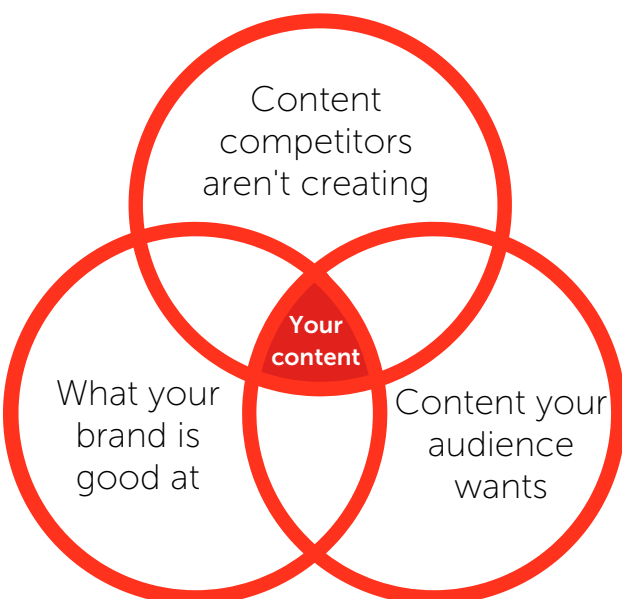 Content
competitors
aren't creating
Your
content
What your
brand is
good at
Content your
audience
wants